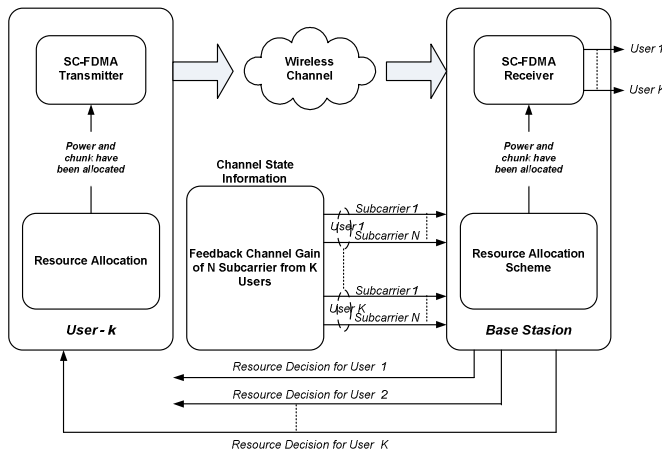 SC-FDMA
Transmitter
Power and
chunk have
been allocated
Resource Allocation
User - k
Wireless
Channel
Channel State
Information
Feedback Channel Gain
of N Subcarrier from K
Users
Subcarrier 1
User 1
Subcarrier N
Subcarrier 1
User K
Subcarrier N
SC-FDMA
Receiver
Power and
chunk have
been allocated
Resource Allocation
Scheme
Base Stasion
User 1
User K
Resource Decision for User 1
Resource Decision for User 2
Resource Decision for User K